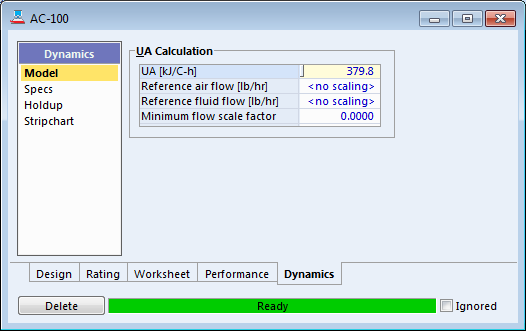 AC-100
Dynamics
Model
Specs
Holdup
Stripchart
UA Calculation
UA [kJ/C-h] 379.8
Reference air flow [lb/hr] <no scaling>
Reference fluid flow [lb/hr] <no scaling>
Minimum flow scale factor 0.0000
Design Rating Worksheet Performance Dynamics
Delete Ready Ignored